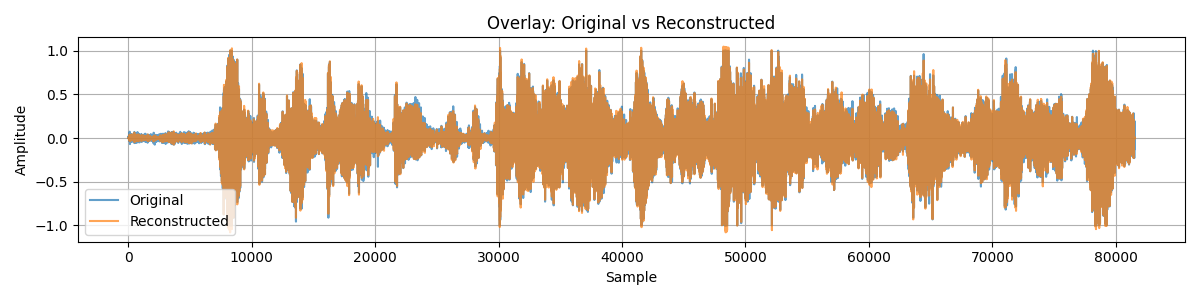 Overlay: Original vs Reconstructed
1.0
0.5
0.0
−0.5
−1.0
Amplitude
Original
Reconstructed
0 10000 20000 30000 40000 50000 60000 70000 80000
Sample